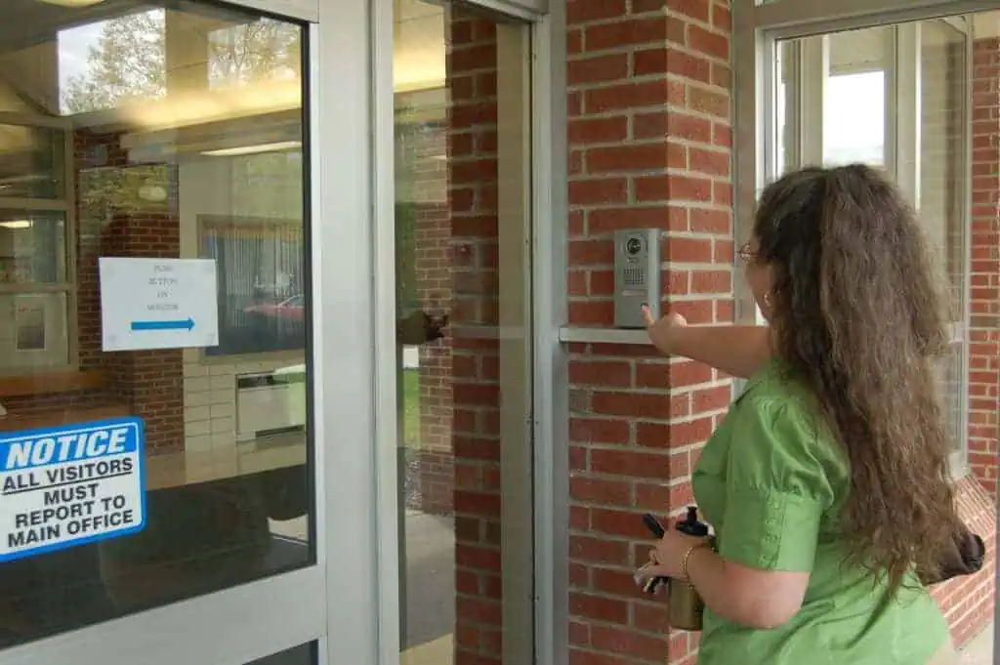 PUSH
BUTTON
ON
MONITOR
NOTICE
ALL VISITORS
MUST
REPORT TO
MAIN OFFICE